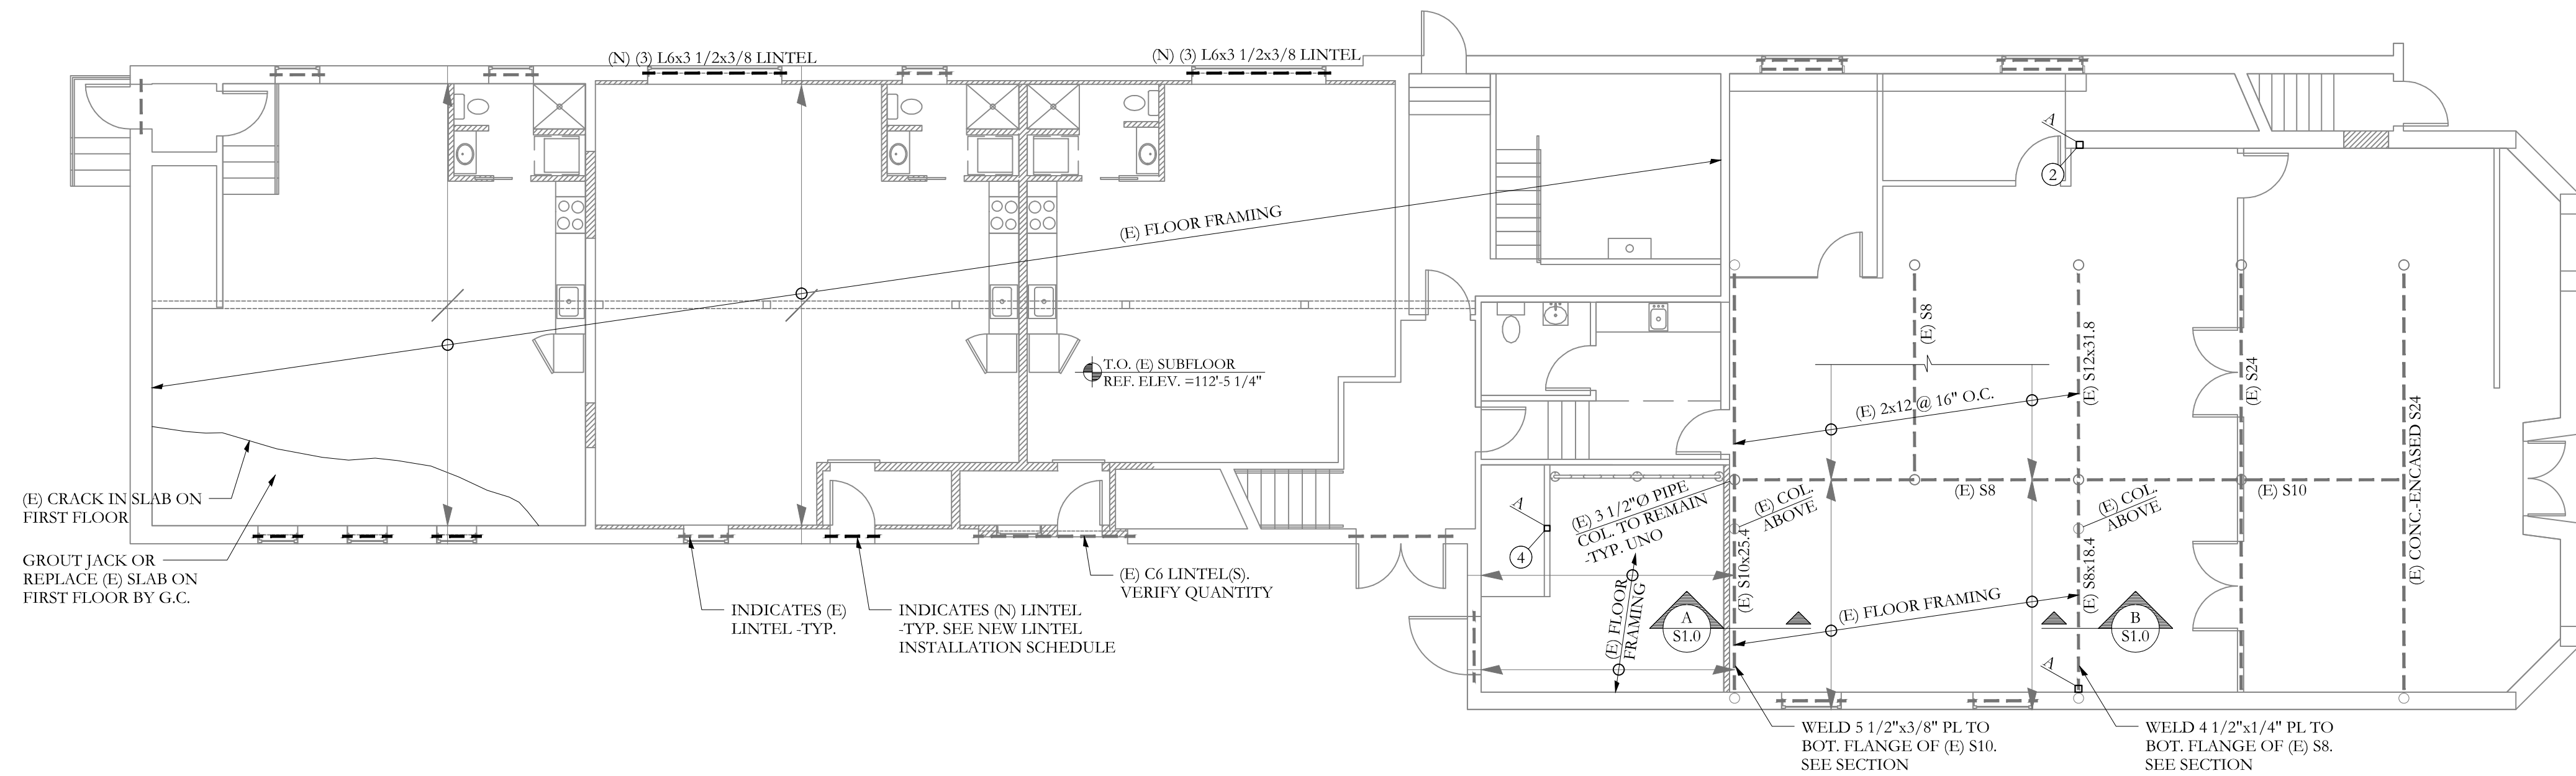 (N) (3) L6x3 1/2x3/8 LINTEL
(N) (3) L6x3 1/2x3/8 LINTEL
A
2
(E) FLOOR FRAMING
(E) S8
(E) S12x31.8
(E) S24
(E) CONC.-ENCASED S24
T.O. (E) SUBFLOOR
REF. ELEV. =112'-5 1/4"
(E) 2x12 @ 16" O.C.
(E) CRACK IN SLAB ON
FIRST FLOOR
GROUT JACK OR
REPLACE (E) SLAB ON
FIRST FLOOR BY G.C.
INDICATES (E)
LINTEL -TYP.
INDICATES (N) LINTEL
-TYP. SEE NEW LINTEL
INSTALLATION SCHEDULE
(E) C6 LINTEL(S).
VERIFY QUANTITY
A
4
(E) 3 1/2"Ø PIPE
COL. TO REMAIN
-TYP. UNO
(E) COL.
ABOVE
(E) S8
(E) COL.
ABOVE
(E) S10
(E) S10x25.4
(E) S8x18.4
(E) FLOOR
FRAMING
A
S1.0
(E) FLOOR FRAMING
B
S1.0
A
WELD 5 1/2"x3/8" PL TO
BOT. FLANGE OF (E) S10.
SEE SECTION
WELD 4 1/2"x1/4" PL TO
BOT. FLANGE OF (E) S8.
SEE SECTION